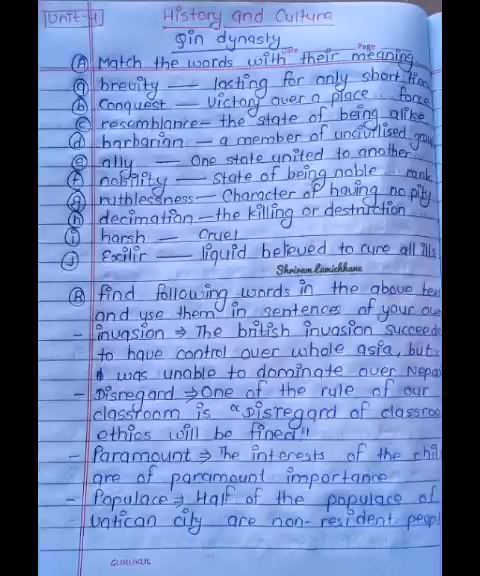 Unit-4
History and Culture
Qin dynasty
Date Page
(A) Match the words with their meaning
(a) brevity — lasting for only short time
(b) Conquest — Victory over a place .. force
(c) resemblance - the state of being alike
(d) barbarian - a member of uncivilised group
(e) ally — One state united to another
(f) nobility — State of being noble .. rank
(g) ruthlessness - Character of having no pity
(h) decimation - the killing or destruction ...
(i) harsh — Cruel
(j) Exilir — liquid believed to cure all ills
Shriram Lamichhane
(B) find following words in the above tex
and use them in sentences of your own
- invasion ⇒ The british invasion succeed
to have control over whole asia, but
was unable to dominate over Nepal
- Disregard ⇒ One of the rule of our
classroom is "Disregard of classroo
ethics will be fined"
- Paramount ⇒ The interests of the chil
are of paramount importance
- Populace ⇒ Half of the populace of
vatican city are non-resident peopl
GURUKUL